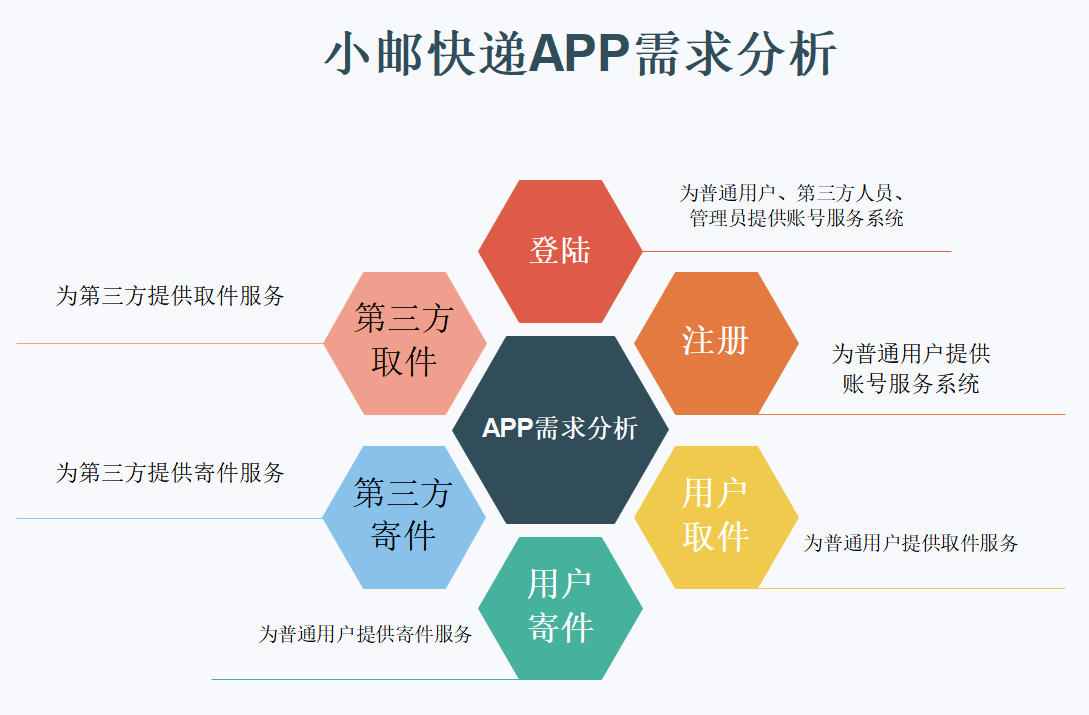 小邮快递APP需求分析
登陆
为普通用户、第三方人员、
管理员提供账号服务系统
为第三方提供取件服务
第三方
取件
注册
为普通用户提供
账号服务系统
APP需求分析
为第三方提供寄件服务
第三方
寄件
用户
取件
为普通用户提供取件服务
用户
寄件
为普通用户提供寄件服务